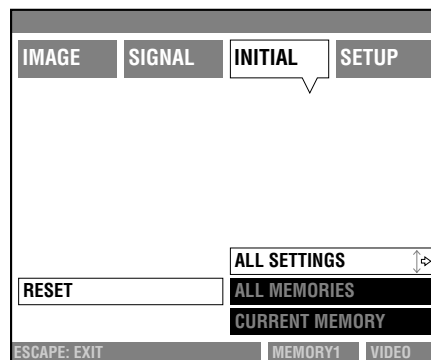 IMAGE SIGNAL INITIAL SETUP
ALL SETTINGS
RESET ALL MEMORIES
CURRENT MEMORY
ESCAPE: EXIT MEMORY1 VIDEO